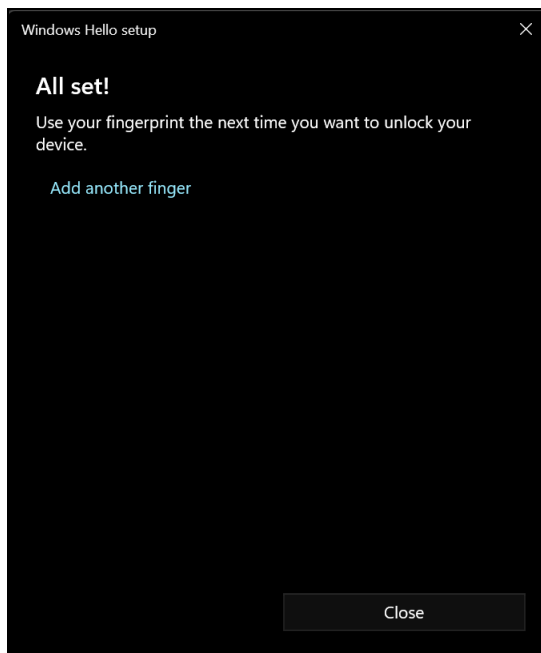 Windows Hello setup
All set!
Use your fingerprint the next time you want to unlock your
device.
Add another finger
Close